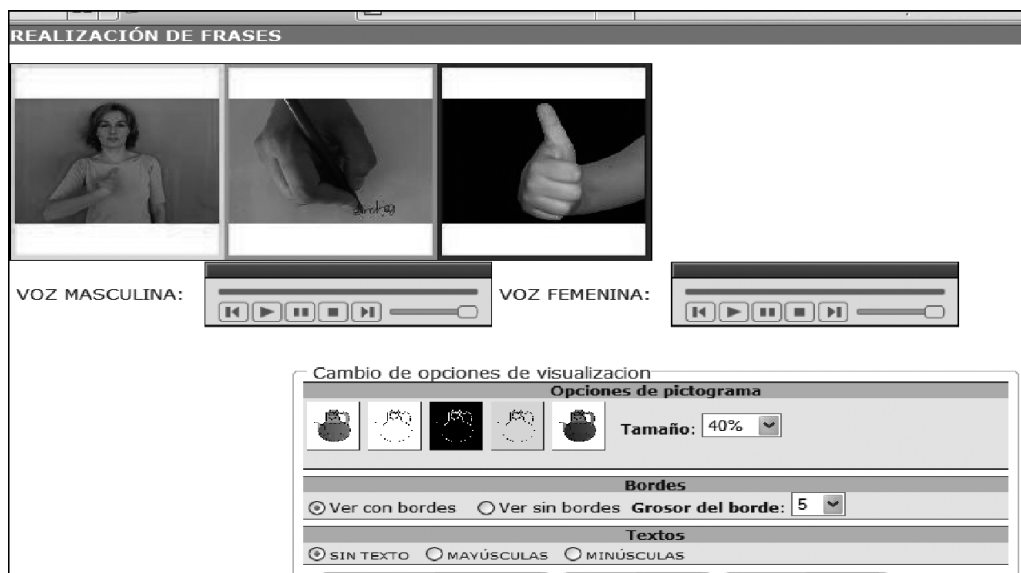 REALIZACIÓN DE FRASES
VOZ MASCULINA:
VOZ FEMENINA:
Cambio de opciones de visualizacion
Opciones de pictograma
Tamaño: 40%
Bordes
Ver con bordes Ver sin bordes Grosor del borde: 5
Textos
SIN TEXTO MAYÚSCULAS MINÚSCULAS